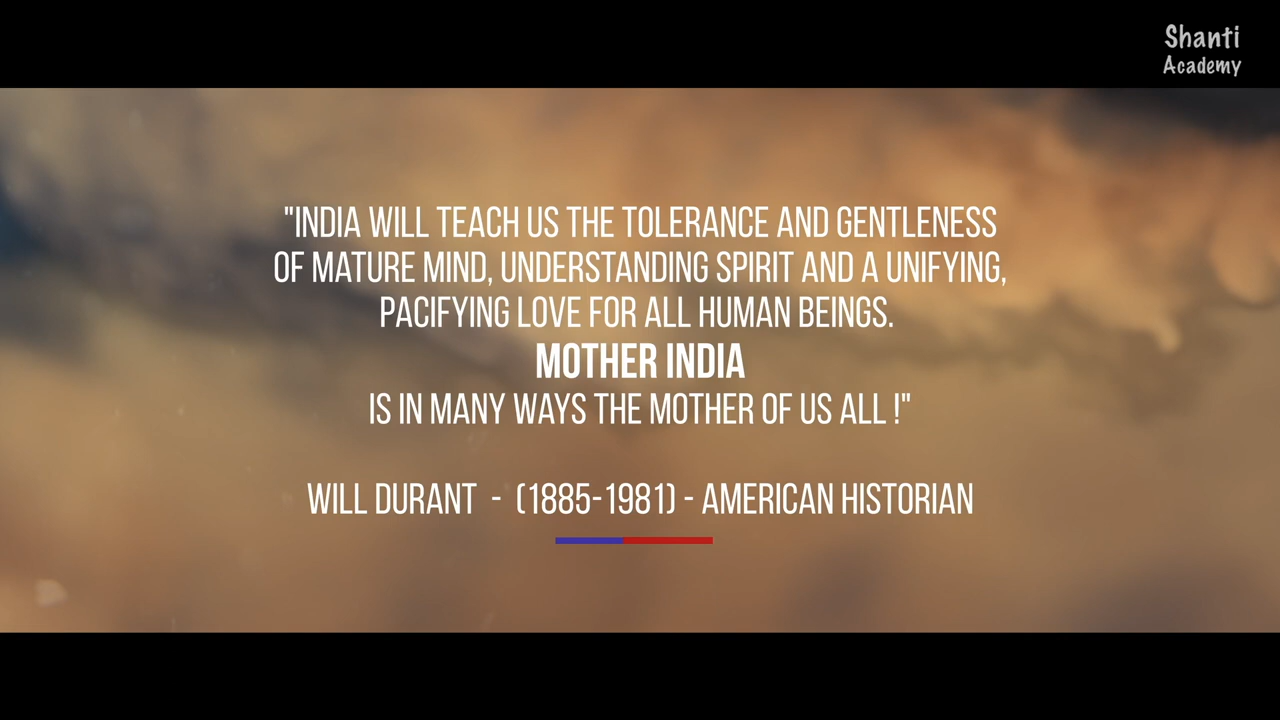 Shanti
Academy
"INDIA WILL TEACH US THE TOLERANCE AND GENTLENESS
OF MATURE MIND, UNDERSTANDING SPIRIT AND A UNIFYING,
PACIFYING LOVE FOR ALL HUMAN BEINGS.
MOTHER INDIA
IS IN MANY WAYS THE MOTHER OF US ALL !"
WILL DURANT - (1885-1981) - AMERICAN HISTORIAN